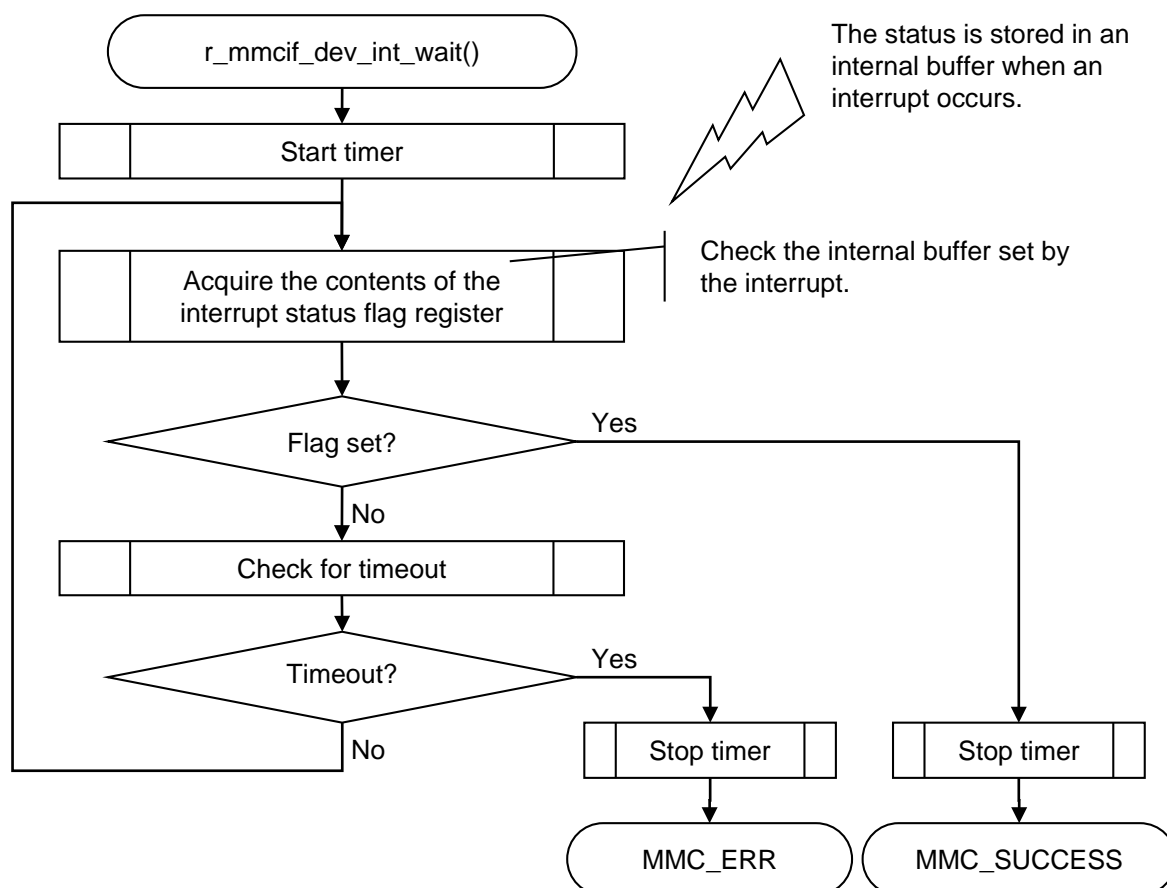 r_mmcif_dev_int_wait()
The status is stored in an
internal buffer when an
interrupt occurs.
Start timer
Acquire the contents of the
interrupt status flag register
Check the internal buffer set by
the interrupt.
Flag set?
Yes
No
Check for timeout
Timeout?
Yes
No
Stop timer
Stop timer
MMC_ERR
MMC_SUCCESS